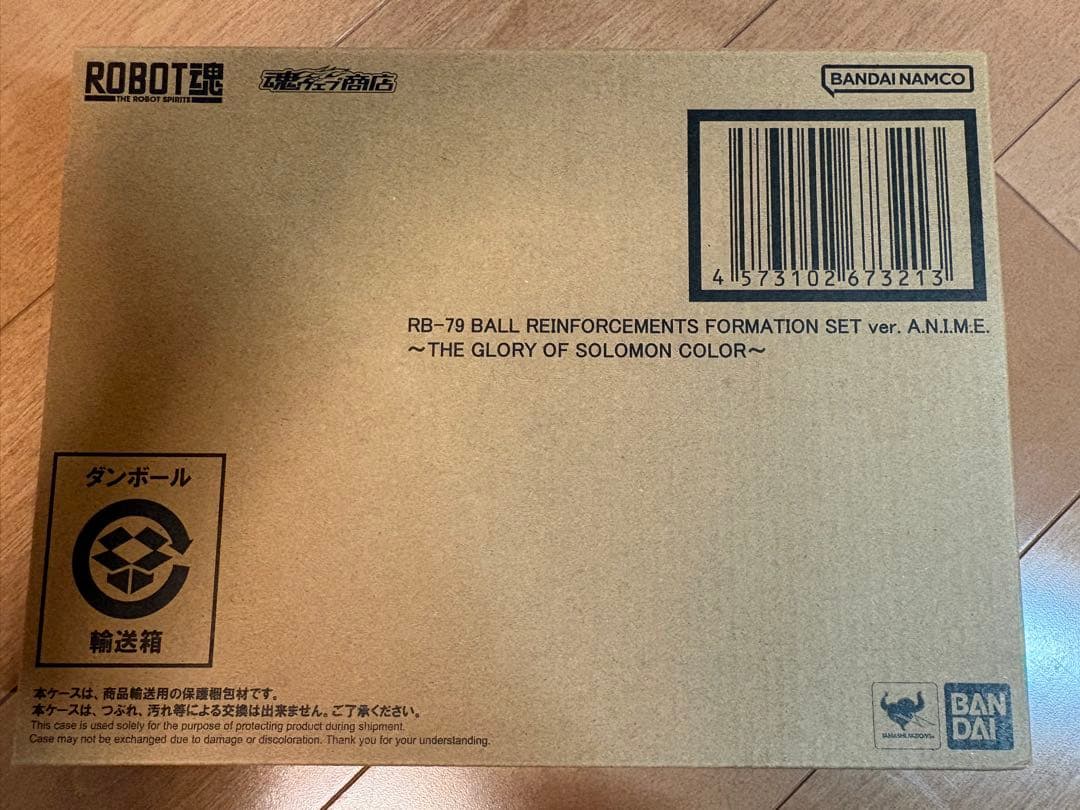 ROBOT魂
THE ROBOT SPIRITS
魂ウェブ商店
BANDAI NAMCO
4 573102 673213
RB-79 BALL REINFORCEMENTS FORMATION SET ver. A.N.I.M.E.
～THE GLORY OF SOLOMON COLOR～
ダンボール
輸送箱
本ケースは、商品輸送用の保護梱包材です。
本ケースは、つぶれ、汚れ等による交換は出来ません。ご了承ください。
This case is used solely for the purpose of protecting product during shipment.
Case may not be exchanged due to damage or discoloration. Thank you for your understanding.
TAMASHII NATIONS
BAN
DAI